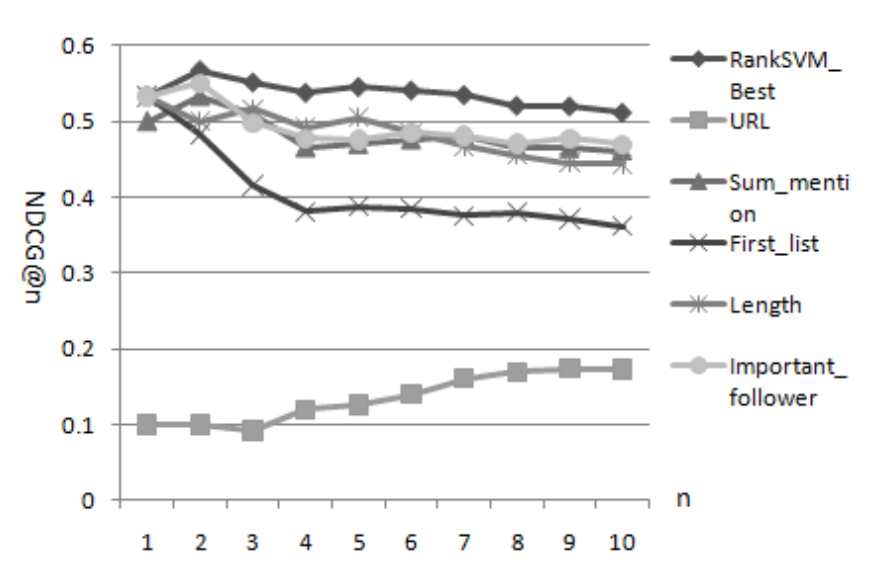 0.6
0.5
0.4
0.3
0.2
0.1
0
NDCG@n
1 2 3 4 5 6 7 8 9 10
n
RankSVM_
Best
URL
Sum_menti
on
First_list
Length
Important_
follower